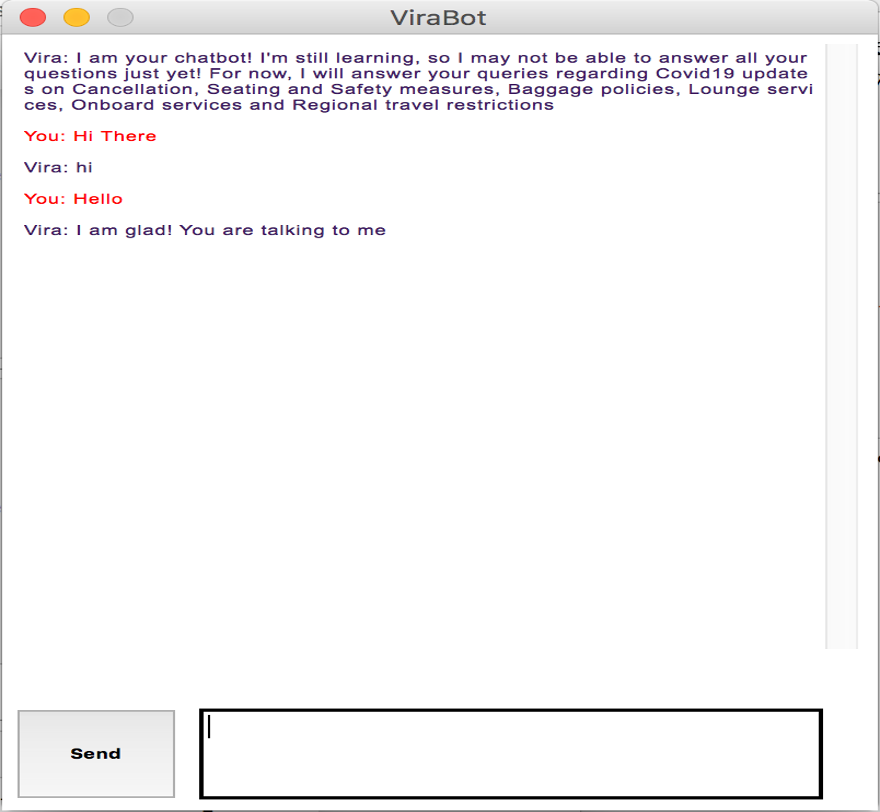 ViraBot
Vira: I am your chatbot! I'm still learning, so I may not be able to answer all your
questions just yet! For now, I will answer your queries regarding Covid19 update
s on Cancellation, Seating and Safety measures, Baggage policies, Lounge servi
ces, Onboard services and Regional travel restrictions
You: Hi There
Vira: hi
You: Hello
Vira: I am glad! You are talking to me
Send